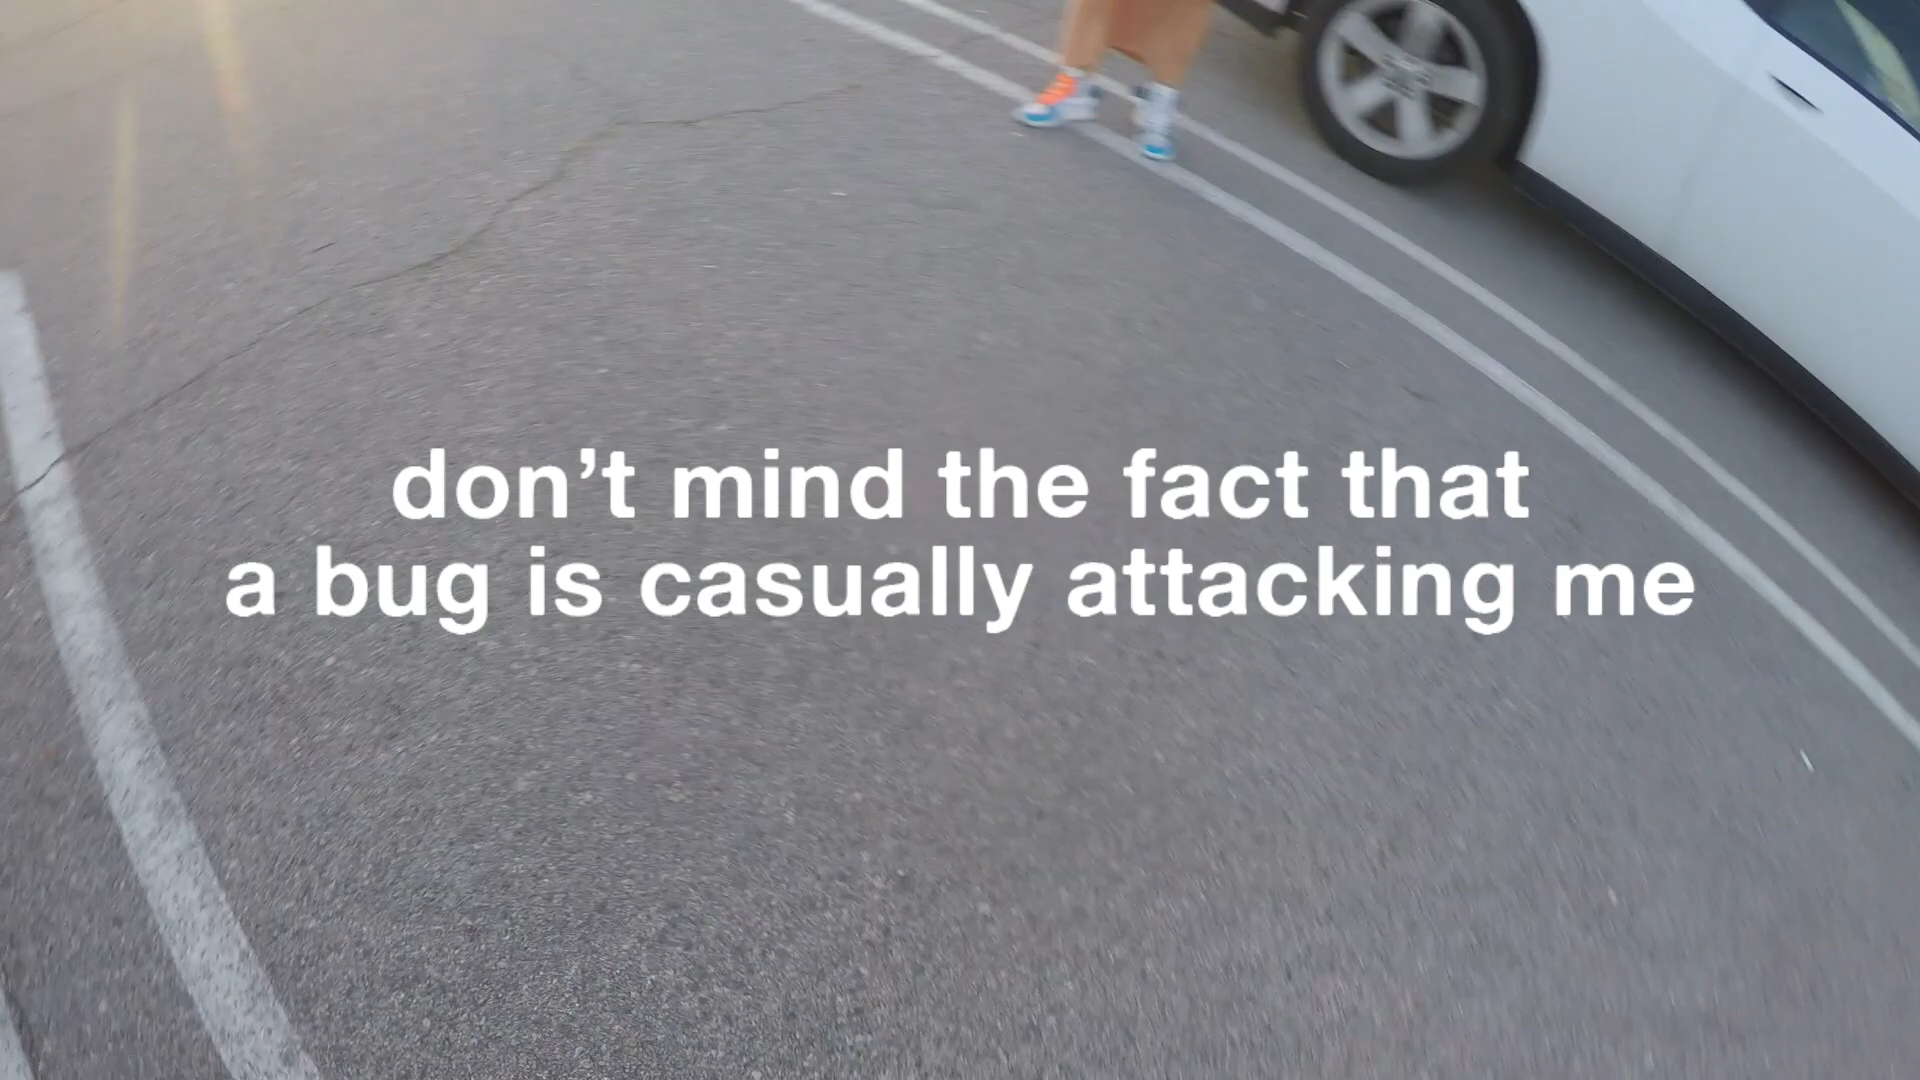 don’t mind the fact that
a bug is casually attacking me